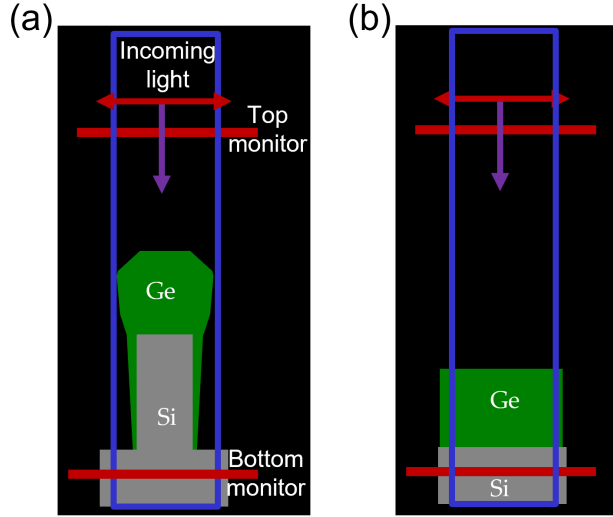 (a)
Incoming
light
Top
monitor
Ge
Si
Bottom
monitor
(b)
Ge
Si